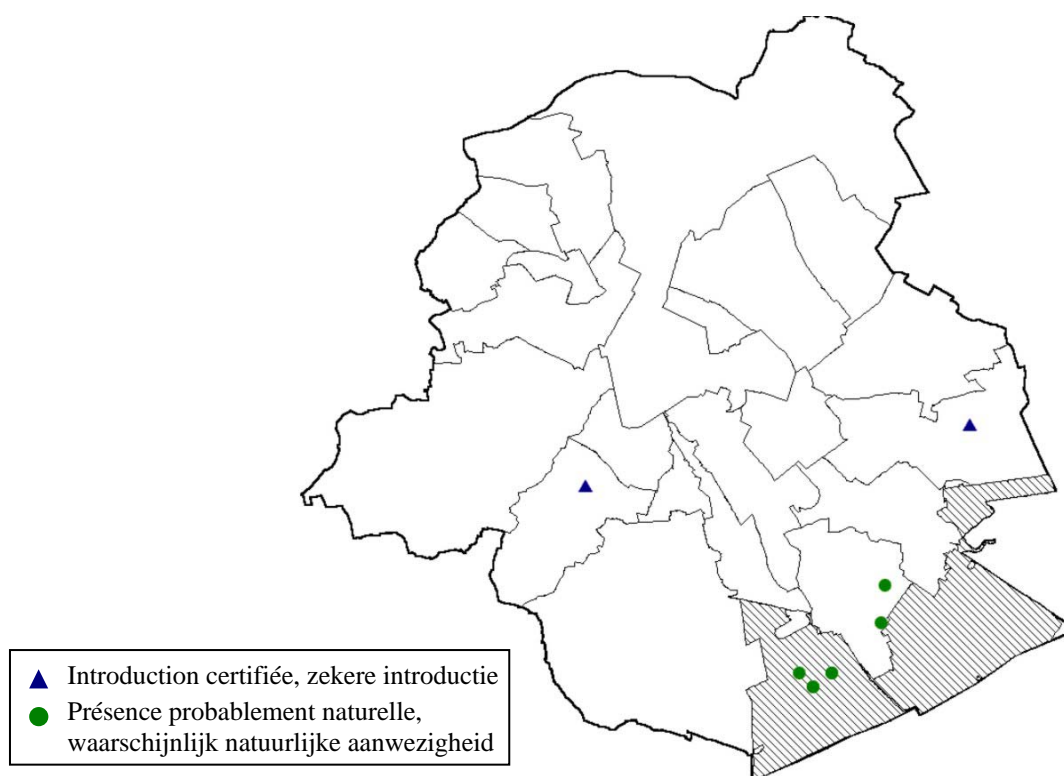 Introduction certifiée, zekere introductie
Présence probablement naturelle,
waarschijnlijk natuurlijke aanwezigheid